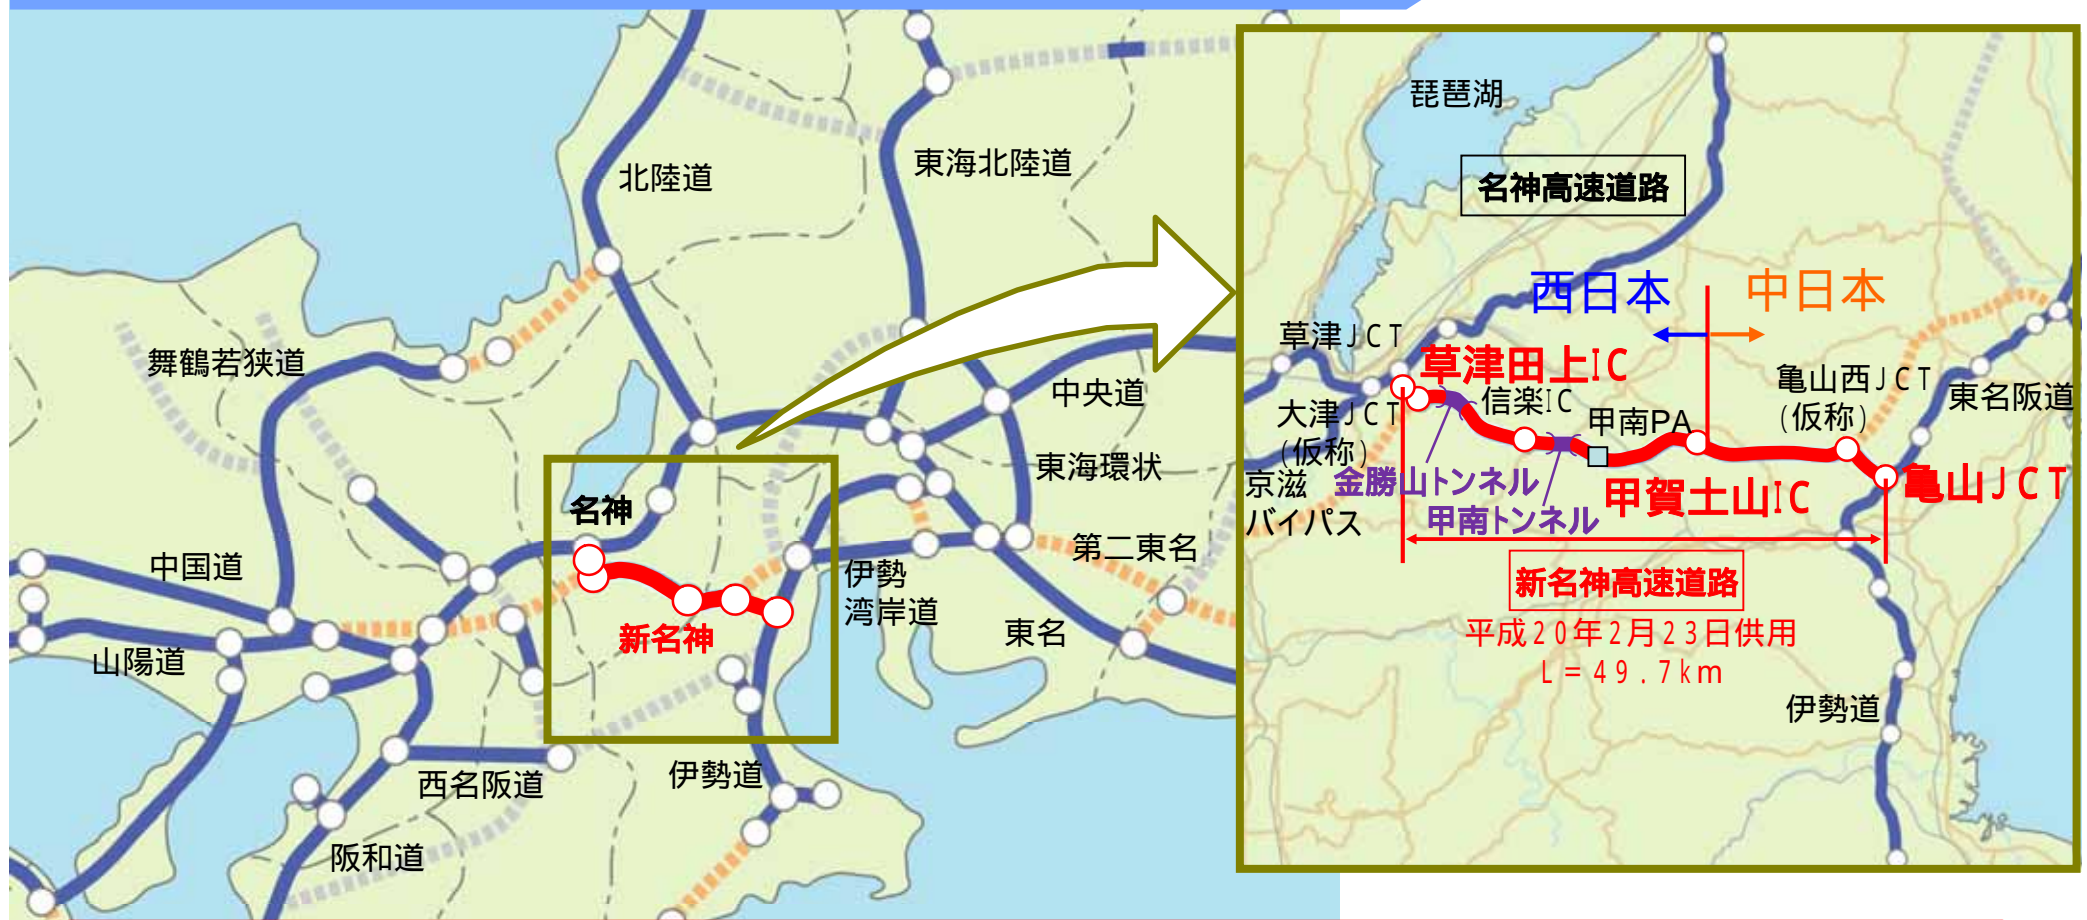 北陸道
東海北陸道
舞鶴若狭道
中央道
東海環状
名神
中国道
第二東名
伊勢
湾岸道
新名神
東名
山陽道
西名阪道
伊勢道
阪和道
琵琶湖
名神高速道路
西日本
中日本
草津JCT
草津田上IC
亀山西JCT
(仮称)
東名阪道
大津JCT
(仮称)
信楽IC
甲南PA
京滋
バイパス
金勝山トンネル
甲南トンネル
甲賀土山IC
亀山JCT
新名神高速道路
平成20年2月23日供用
L=49.7km
伊勢道